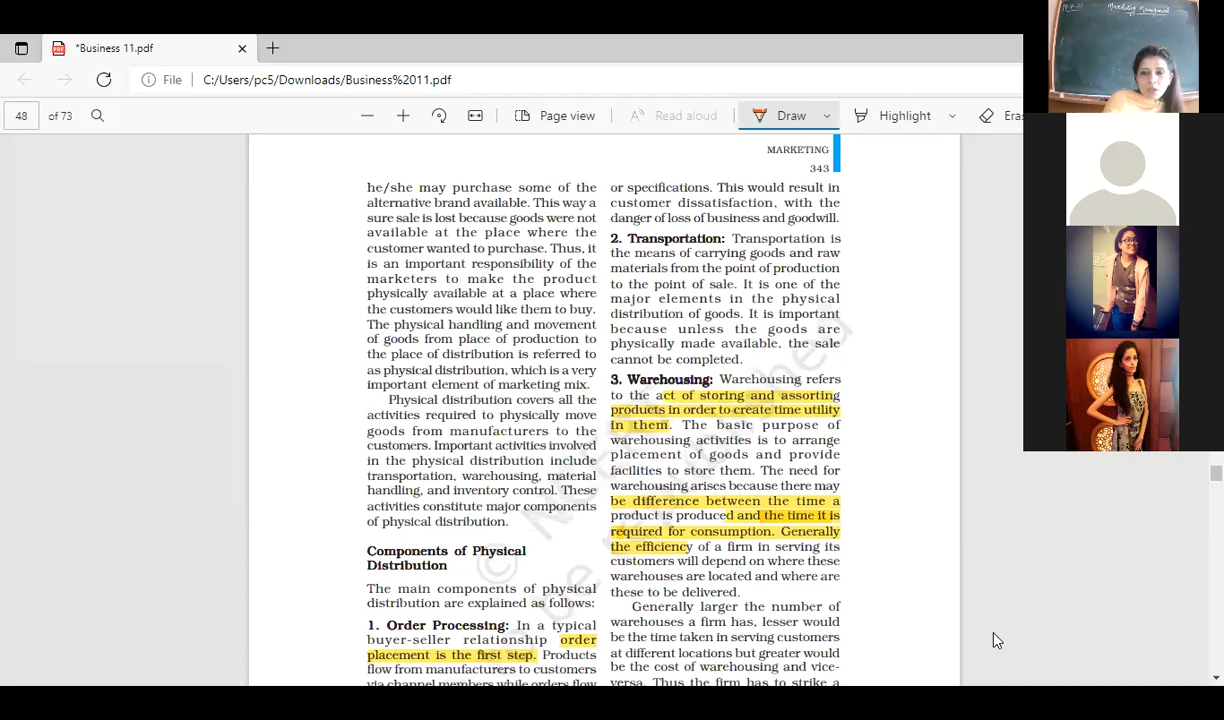 Marketing Management
*Business 11.pdf
File
C:/Users/pc5/Downloads/Business%2011.pdf
48
of 73
Page view
Read aloud
Draw
Highlight
Eras
MARKETING
343
he/she may purchase some of the
alternative brand available. This way a
sure sale is lost because goods were not
available at the place where the
customer wanted to purchase. Thus, it
is an important responsibility of the
marketers to make the product
physically available at a place where
the customers would like them to buy.
The physical handling and movement
of goods from place of production to
the place of distribution is referred to
as physical distribution, which is a very
important element of marketing mix.
Physical distribution covers all the
activities required to physically move
goods from manufacturers to the
customers. Important activities involved
in the physical distribution include
transportation, warehousing, material
handling, and inventory control. These
activities constitute major components
of physical distribution.
Components of Physical
Distribution
The main components of physical
distribution are explained as follows:
1. Order Processing: In a typical
buyer-seller relationship order
placement is the first step. Products
flow from manufacturers to customers
via channel members while orders flow
or specifications. This would result in
customer dissatisfaction, with the
danger of loss of business and goodwill.
2. Transportation: Transportation is
the means of carrying goods and raw
materials from the point of production
to the point of sale. It is one of the
major elements in the physical
distribution of goods. It is important
because unless the goods are
physically made available, the sale
cannot be completed.
3. Warehousing: Warehousing refers
to the act of storing and assorting
products in order to create time utility
in them. The basic purpose of
warehousing activities is to arrange
placement of goods and provide
facilities to store them. The need for
warehousing arises because there may
be difference between the time a
product is produced and the time it is
required for consumption. Generally
the efficiency of a firm in serving its
customers will depend on where these
warehouses are located and where are
these to be delivered.
Generally larger the number of
warehouses a firm has, lesser would
be the time taken in serving customers
at different locations but greater would
be the cost of warehousing and vice-
versa. Thus the firm has to strike a